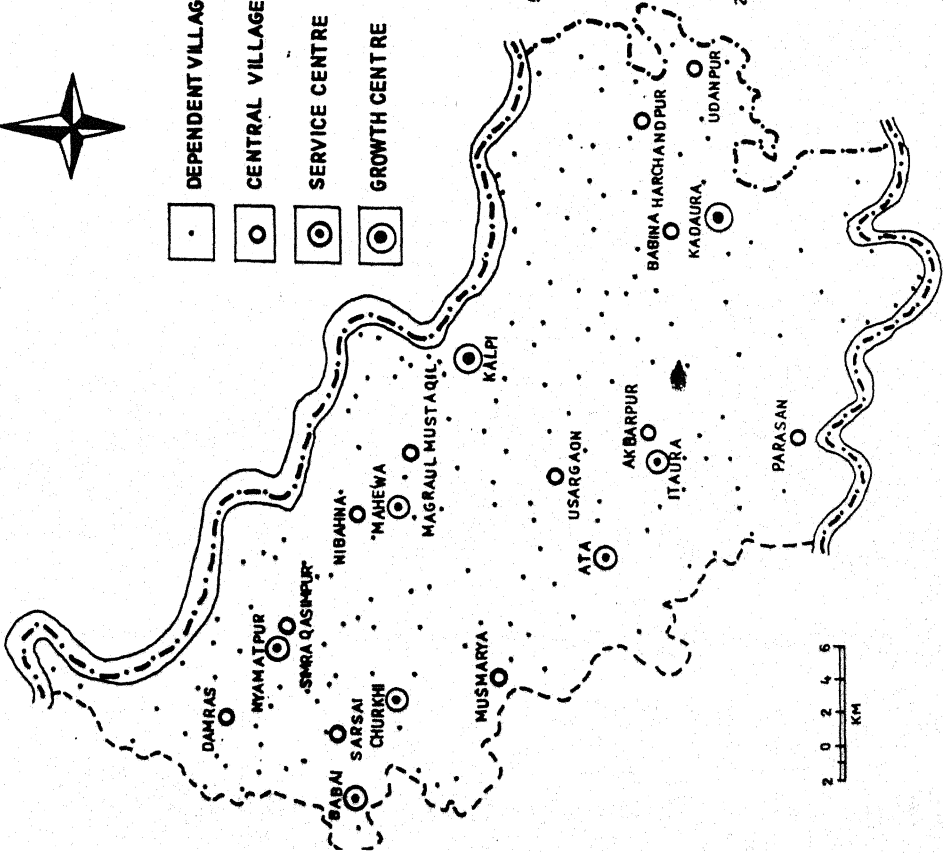 DEPENDENT VILLAG
CENTRAL VILLAGE
SERVICE CENTRE
GROWTH CENTRE
DAMRAS
NYAMATPUR
SIMRA QASIMPUR
SARSAI
CHURKHI
BABAI
MUSMARYA
NIBAHNA
MAHEWA
MAGRAUL MUSTAQIL
KALPI
USARGAON
ATA
AKBARPUR
ITAURA
PARASAN
BABINA HARCHANDPUR
KADAURA
UDANPUR
2 0 2 4 6
KM